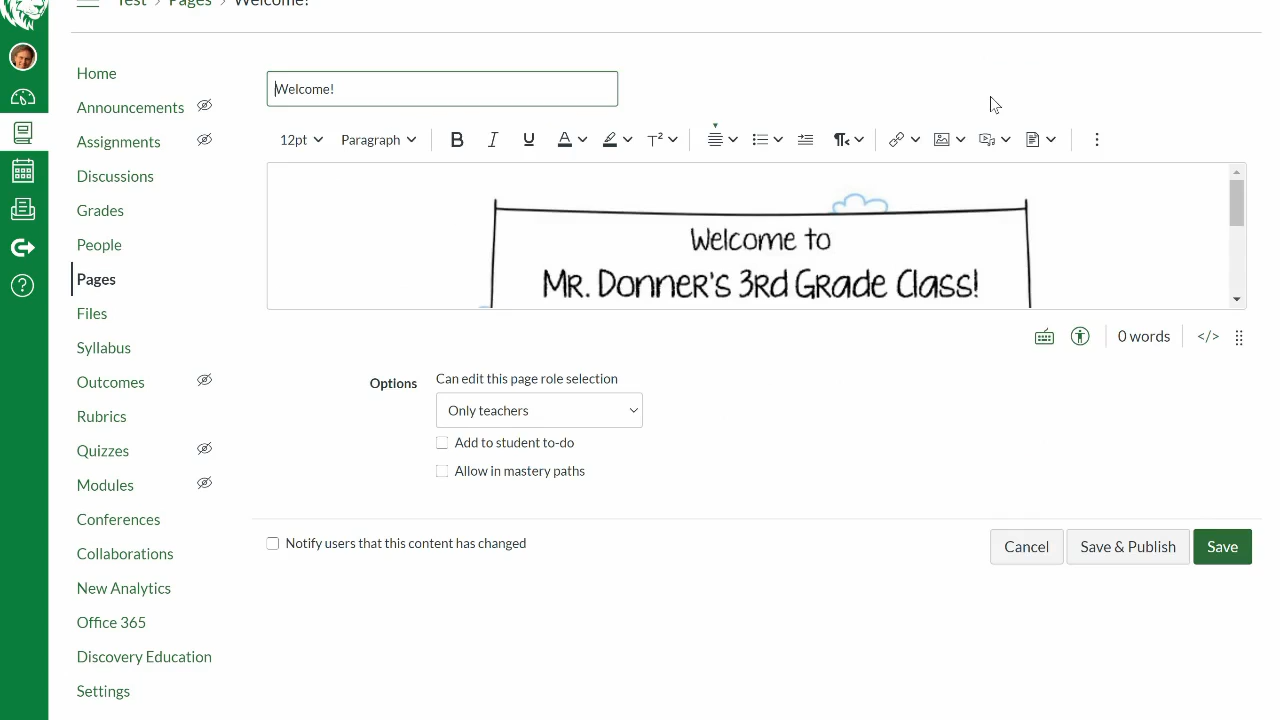 Test > Pages > Welcome!
Home
Announcements
Assignments
Discussions
Grades
People
Pages
Files
Syllabus
Outcomes
Rubrics
Quizzes
Modules
Conferences
Collaborations
New Analytics
Office 365
Discovery Education
Settings
Welcome!
12pt Paragraph B I U A T²
Welcome to
Mr. Donner's 3rd Grade Class!
0 words </>
Options
Can edit this page role selection
Only teachers
Add to student to-do
Allow in mastery paths
Notify users that this content has changed
Cancel Save & Publish Save